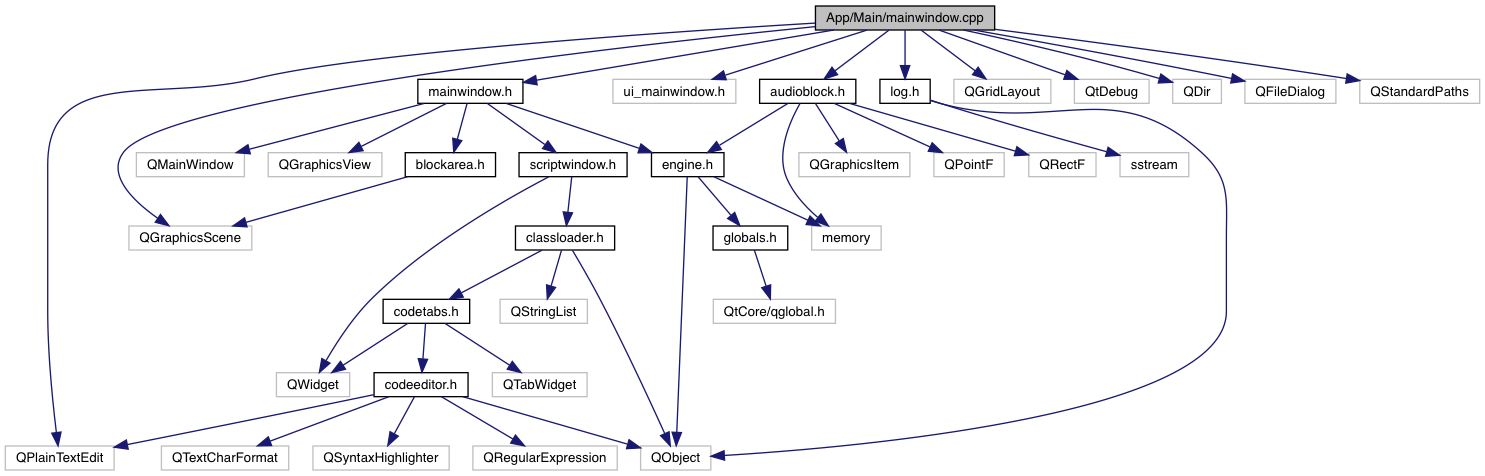 App/Main/mainwindow.cpp
mainwindow.h
ui_mainwindow.h
audioblock.h
log.h
QGridLayout
QtDebug
QDir
QFileDialog
QStandardPaths
QMainWindow
QGraphicsView
blockarea.h
scriptwindow.h
engine.h
QGraphicsItem
QPointF
QRectF
sstream
QGraphicsScene
classloader.h
globals.h
memory
codetabs.h
QStringList
QtCore/qglobal.h
QWidget
codeeditor.h
QTabWidget
QPlainTextEdit
QTextCharFormat
QSyntaxHighlighter
QRegularExpression
QObject